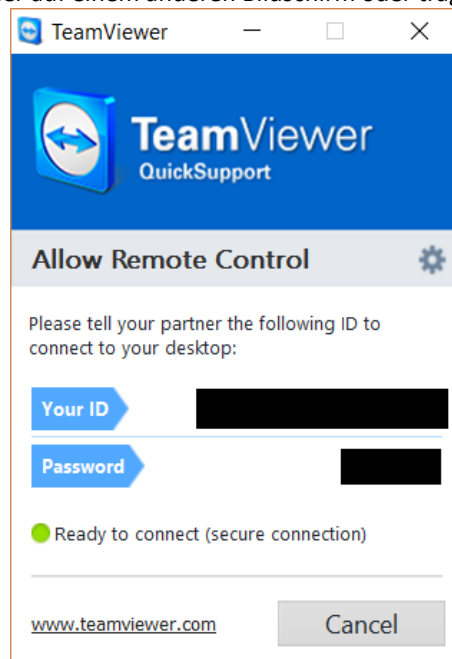 TeamViewer
TeamViewer
QuickSupport
Allow Remote Control
Please tell your partner the following ID to
connect to your desktop:
Your ID
Password
Ready to connect (secure connection)
www.teamviewer.com
Cancel